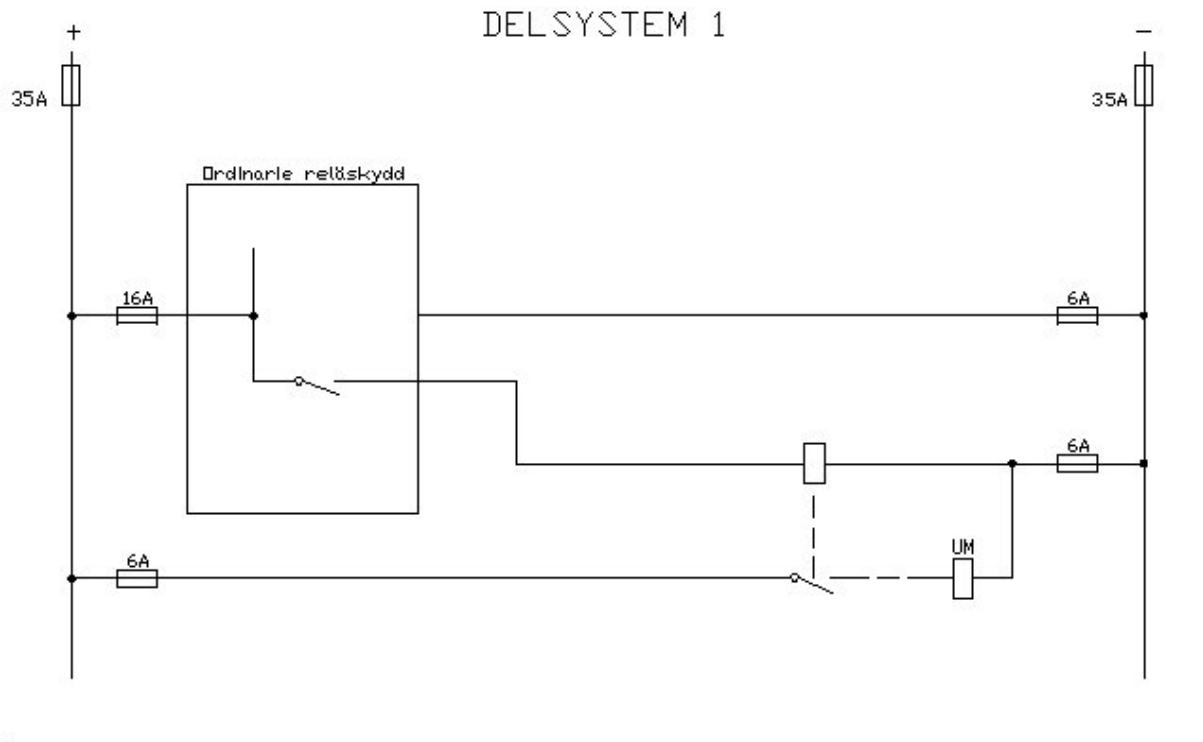 DELSYSTEM 1
+ −
35A 35A
Ordinarie reläskydd
16A 6A
6A
6A UM